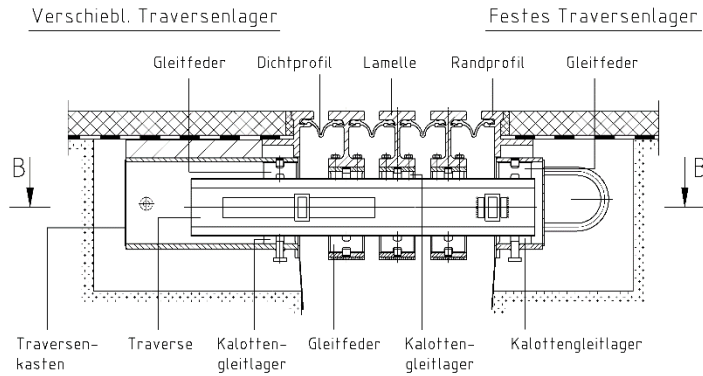 Verschiebl. Traversenlager
Festes Traversenlager
Gleitfeder
Dichtprofil
Lamelle
Randprofil
Gleitfeder
B
B
Traversen-
kasten
Traverse
Kalotten-
gleitlager
Gleitfeder
Kalotten-
gleitlager
Kalottengleitlager